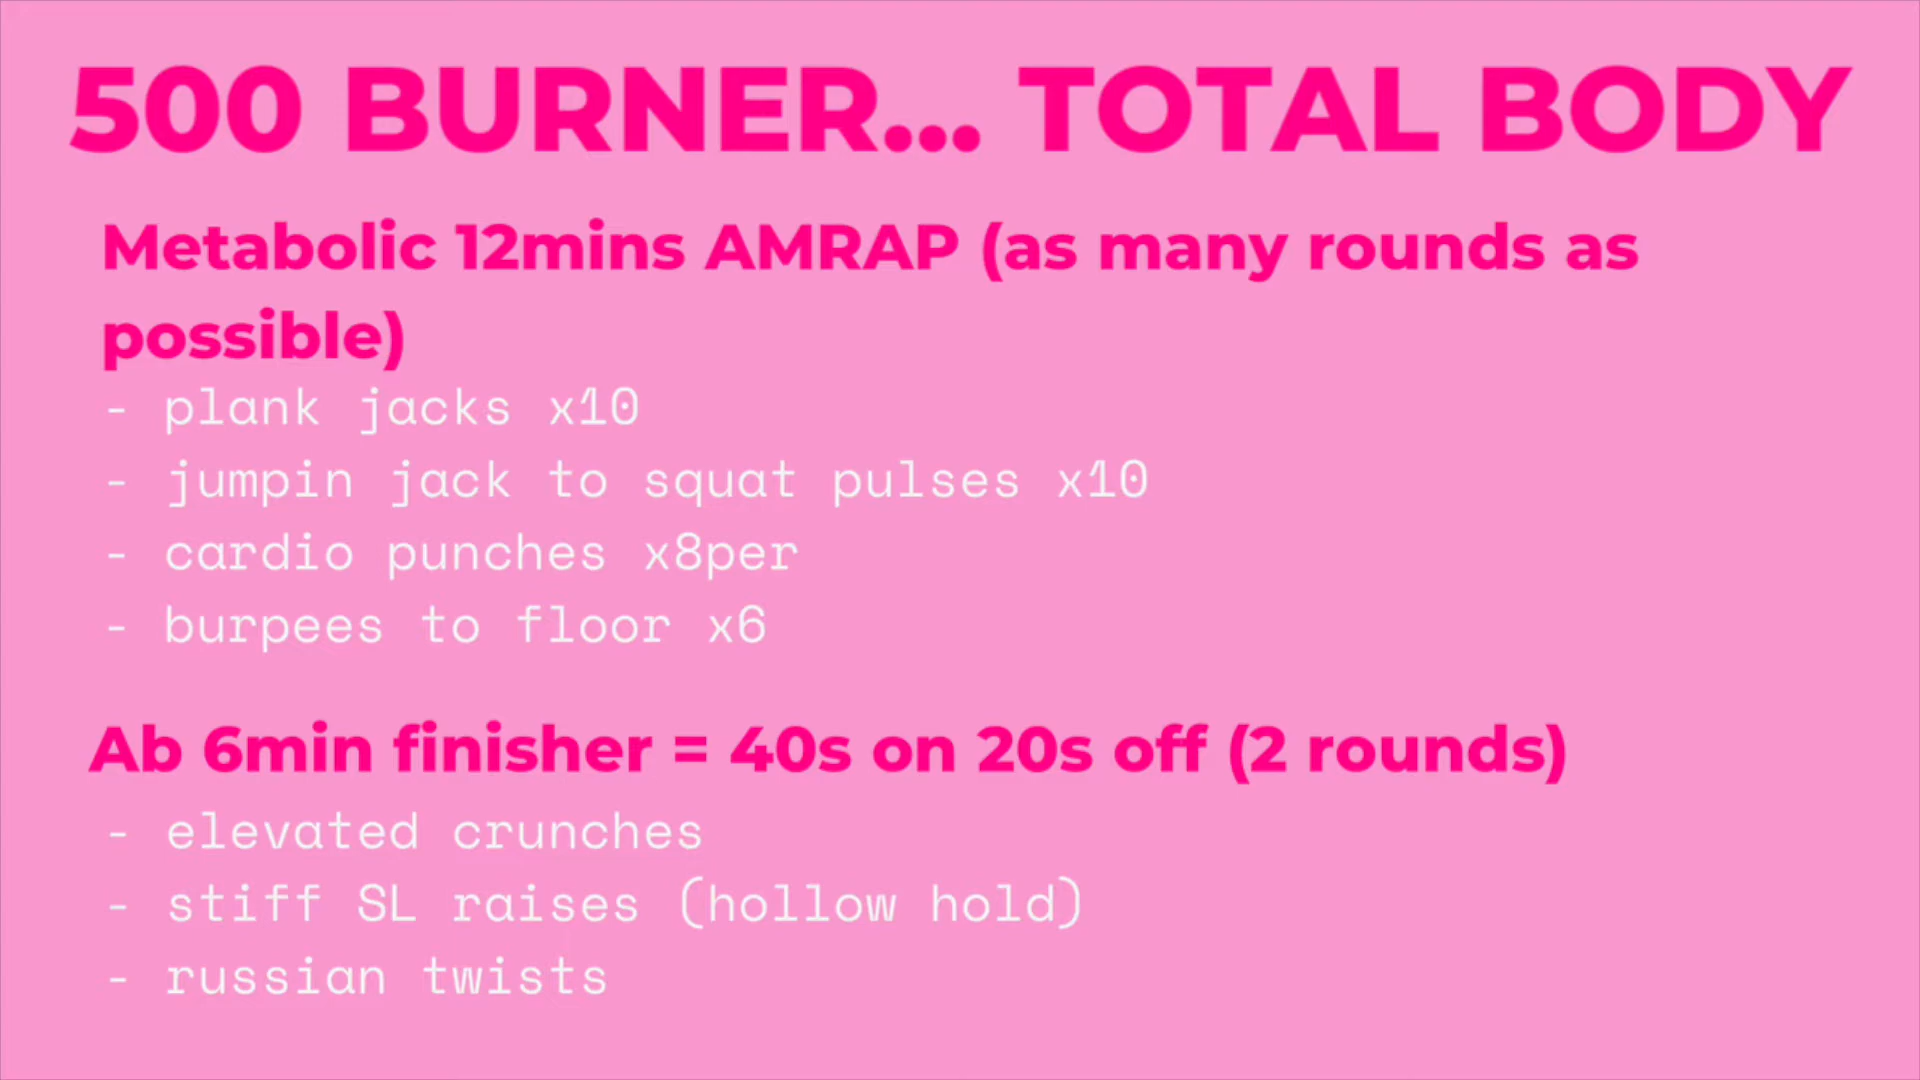 500 BURNER... TOTAL BODY
Metabolic 12mins AMRAP (as many rounds as
possible)
- plank jacks x10
- jumpin jack to squat pulses x10
- cardio punches x8per
- burpees to floor x6
Ab 6min finisher = 40s on 20s off (2 rounds)
- elevated crunches
- stiff SL raises (hollow hold)
- russian twists